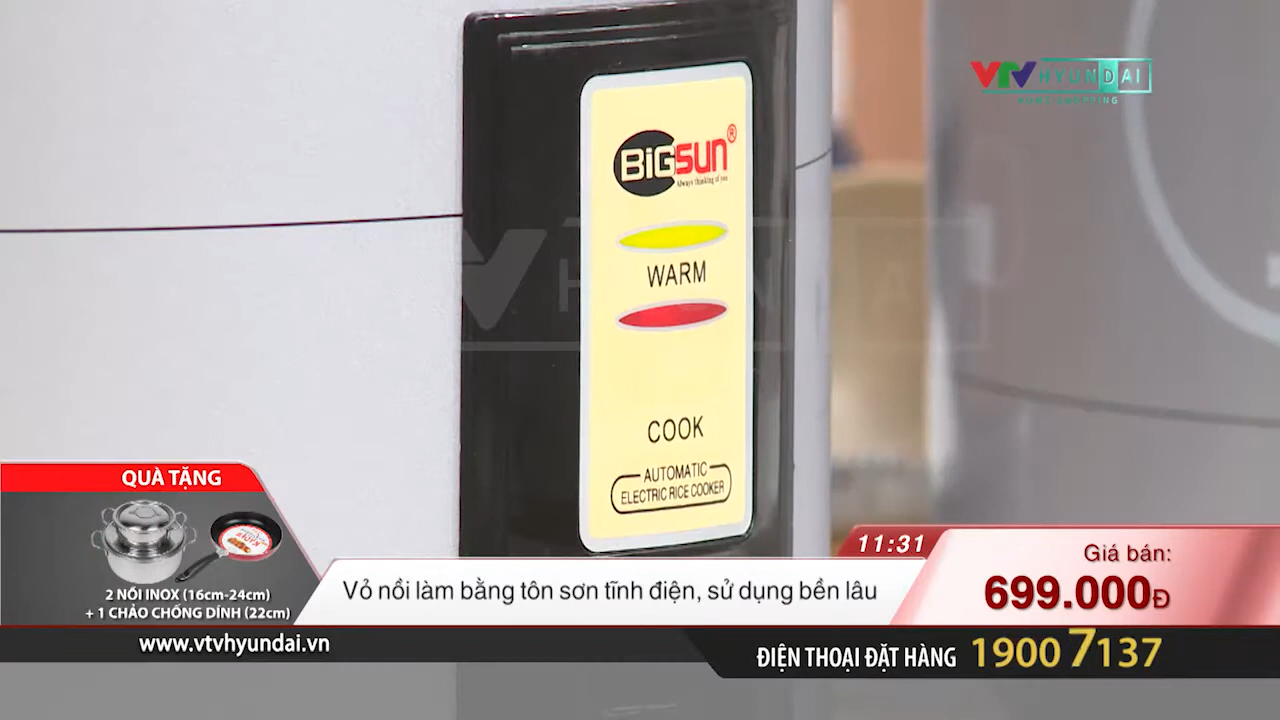 VTV HYUNDAI
HOME SHOPPING
BiGSUN®
Always thinking of you
WARM
COOK
AUTOMATIC
ELECTRIC RICE COOKER
QUÀ TẶNG
2 NỒI INOX (16cm-24cm)
+ 1 CHẢO CHỐNG DÍNH (22cm)
Vỏ nồi làm bằng tôn sơn tĩnh điện, sử dụng bền lâu
11:31
Giá bán:
699.000Đ
www.vtvhyundai.vn
ĐIỆN THOẠI ĐẶT HÀNG 1900 7137